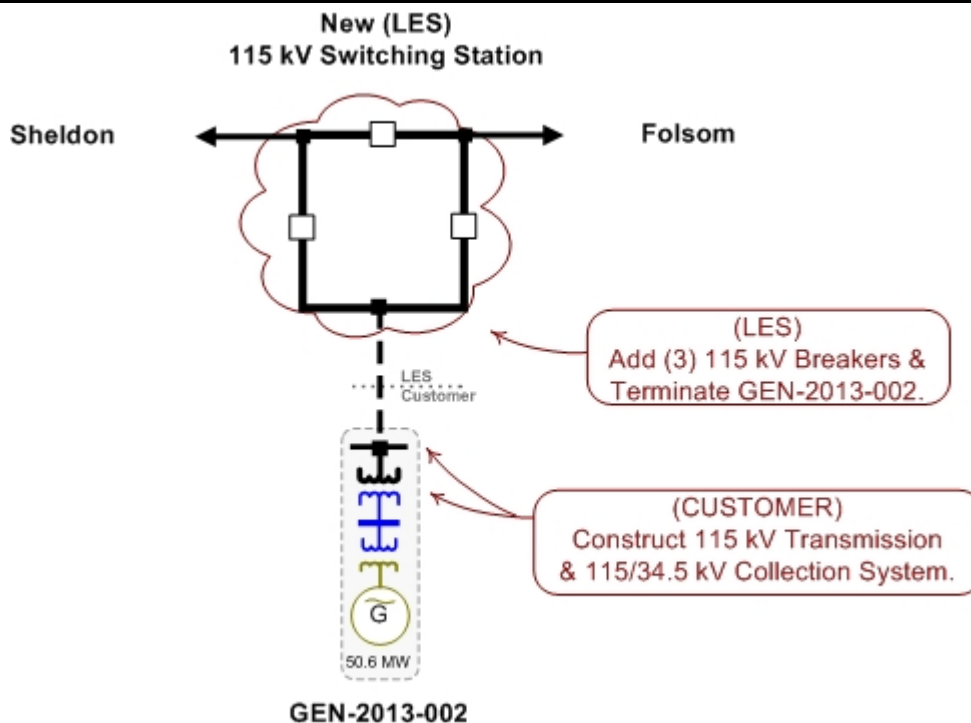 New (LES)
115 kV Switching Station
Sheldon
Folsom
(LES)
Add (3) 115 kV Breakers &
Terminate GEN-2013-002.
LES
Customer
(CUSTOMER)
Construct 115 kV Transmission
& 115/34.5 kV Collection System.
G
50.6 MW
GEN-2013-002